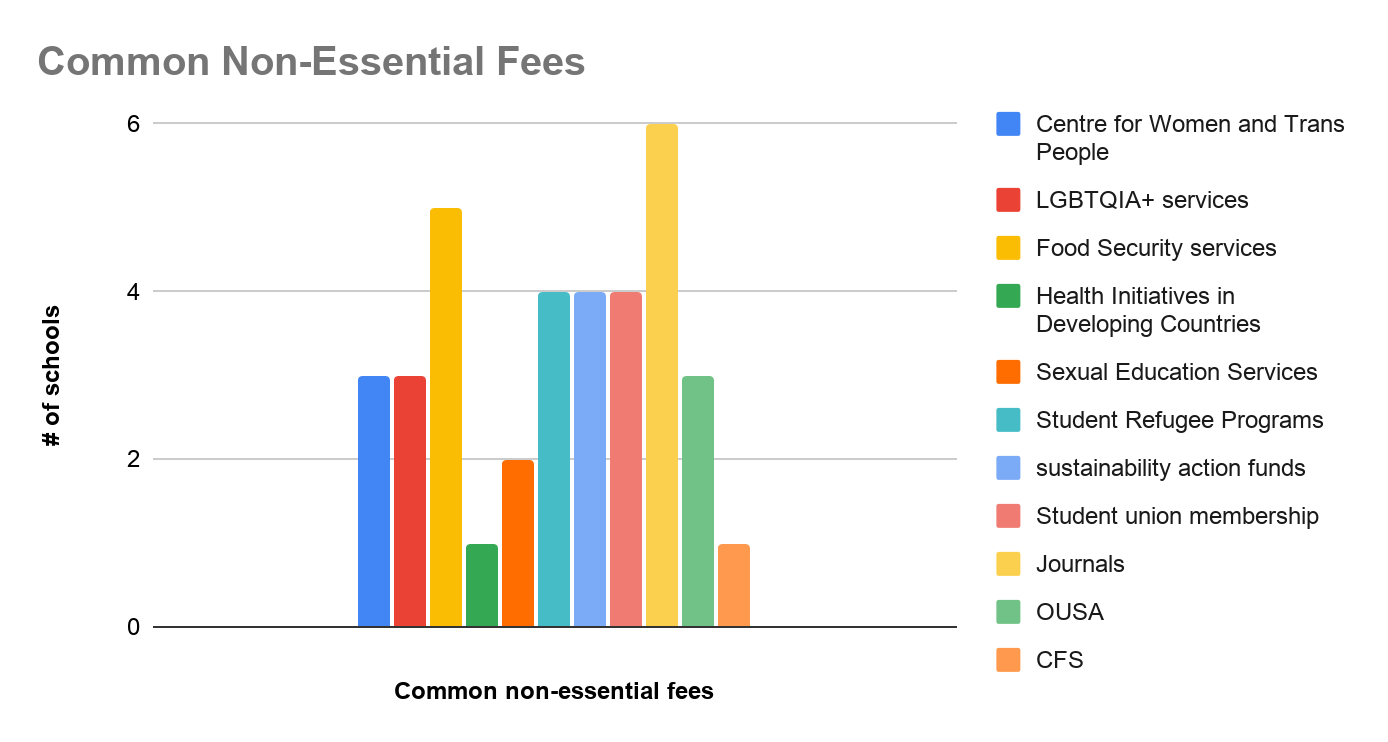 Common Non-Essential Fees
6
4
2
0
# of schools
Common non-essential fees
Centre for Women and Trans
People
LGBTQIA+ services
Food Security services
Health Initiatives in
Developing Countries
Sexual Education Services
Student Refugee Programs
sustainability action funds
Student union membership
Journals
OUSA
CFS